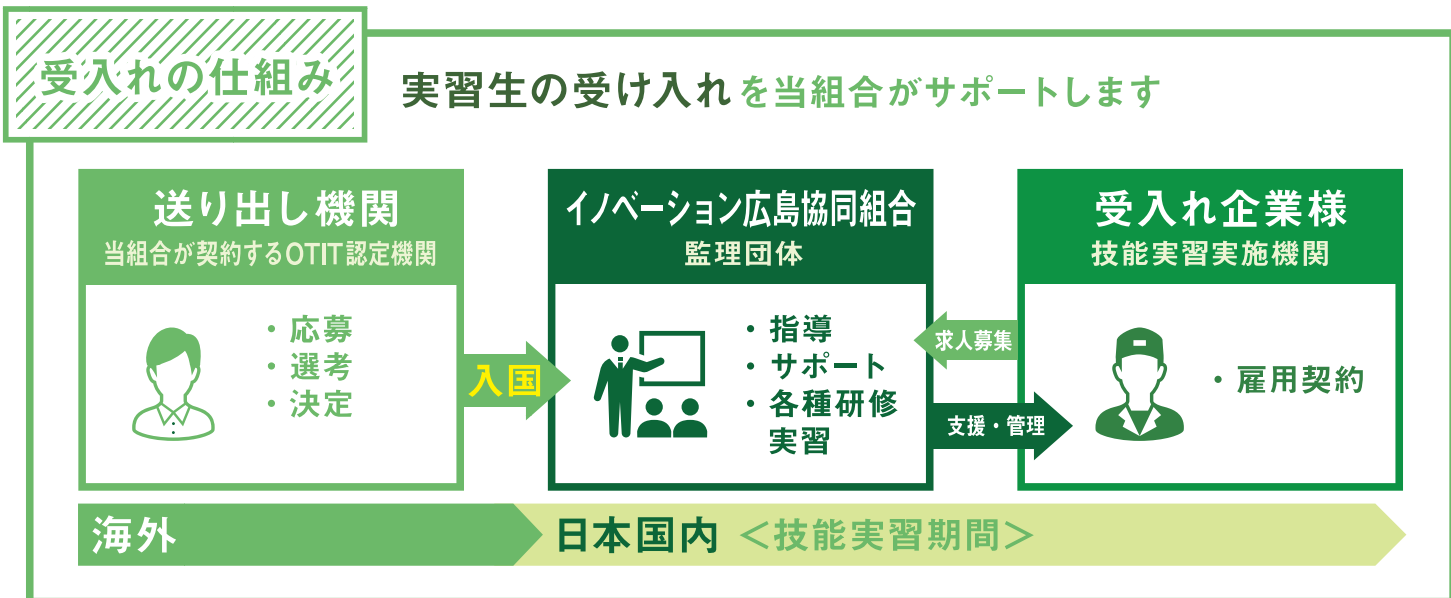 受入れの仕組み
実習生の受け入れを当組合がサポートします
送り出し機関
当組合が契約するOTIT認定機関
・応募
・選考
・決定
入国
イノベーション広島協同組合
監理団体
・指導
・サポート
・各種研修
実習
求人募集
支援・管理
受入れ企業様
技能実習実施機関
・雇用契約
海外
日本国内 <技能実習期間>